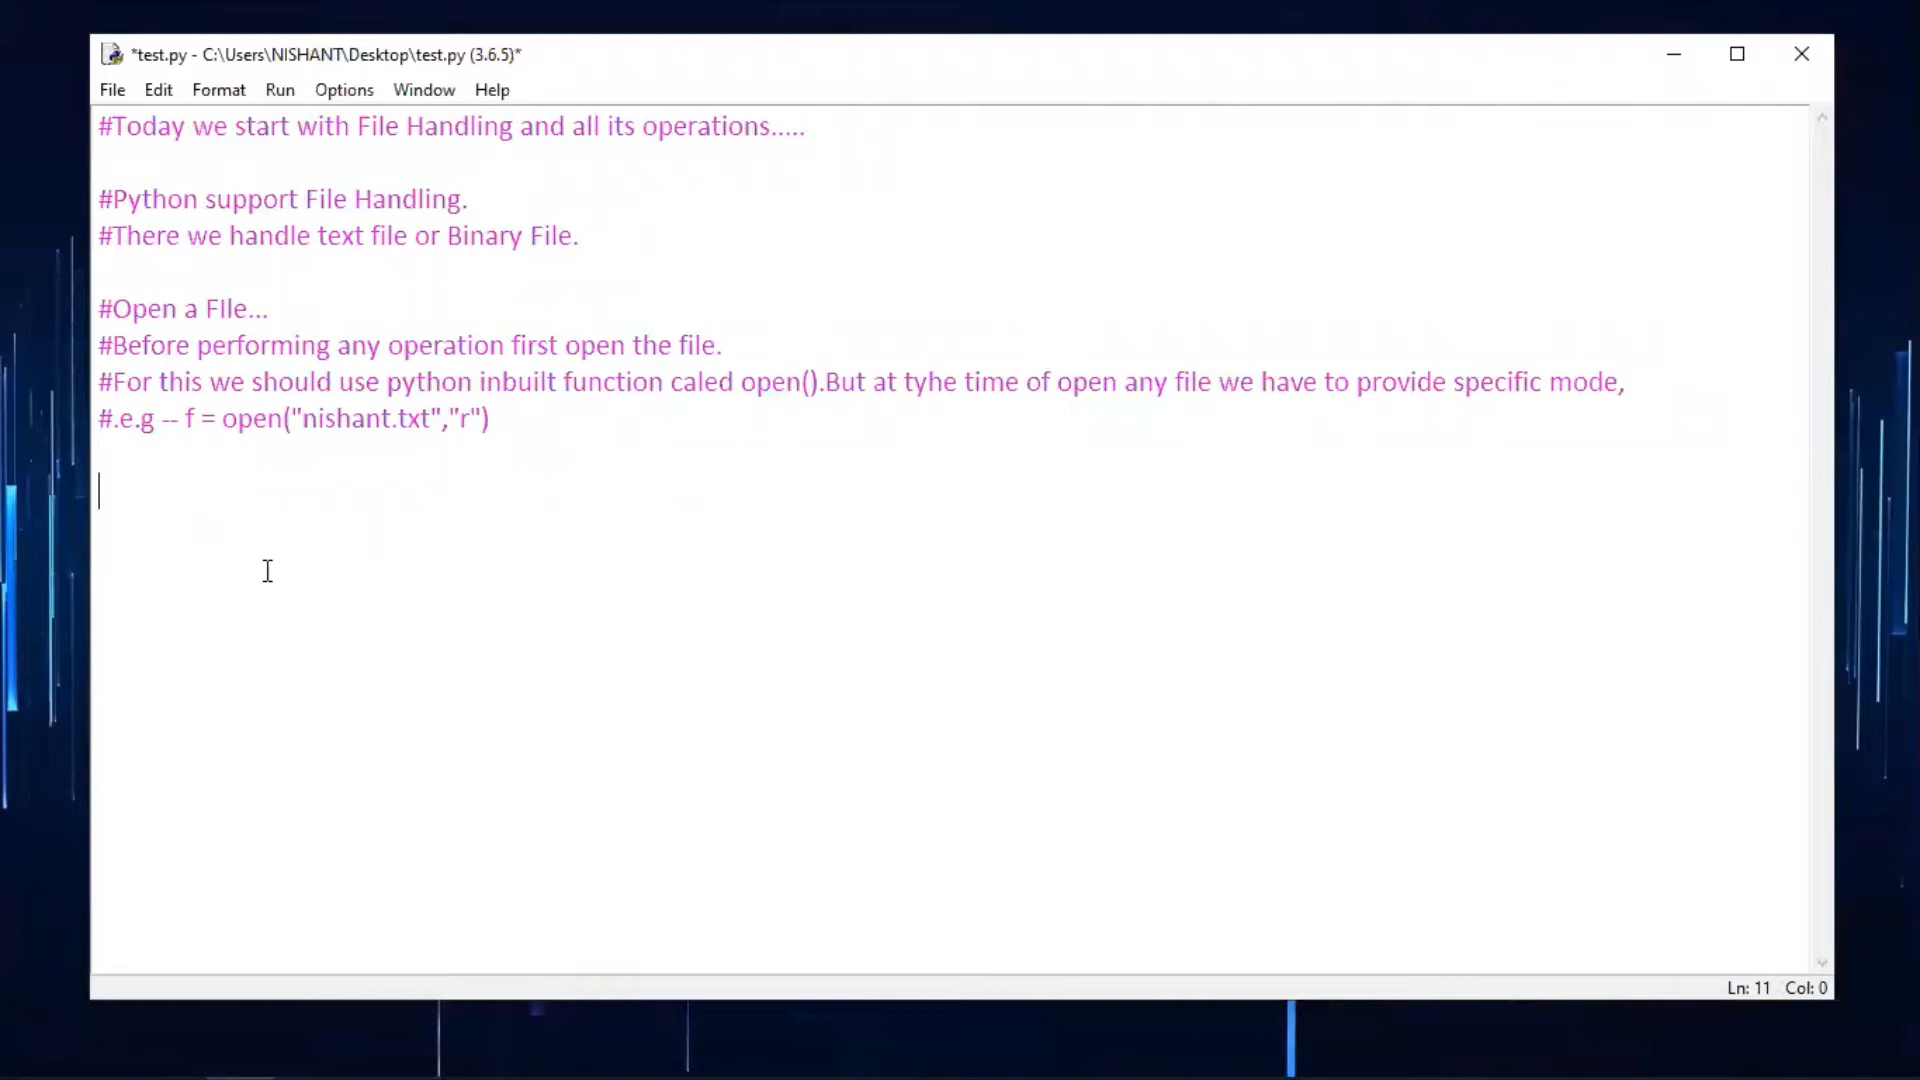 *test.py - C:\Users\NISHANT\Desktop\test.py (3.6.5)*
File Edit Format Run Options Window Help
#Today we start with File Handling and all its operations.....
#Python support File Handling.
#There we handle text file or Binary File.
#Open a FIle...
#Before performing any operation first open the file.
#For this we should use python inbuilt function caled open().But at tyhe time of open any file we have to provide specific mode,
#.e.g -- f = open("nishant.txt","r")
Ln: 11 Col: 0